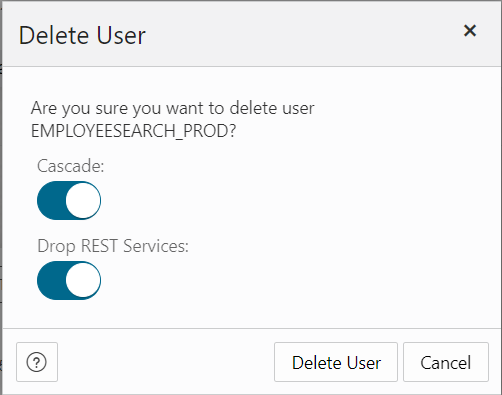 Delete User
Are you sure you want to delete user
EMPLOYEESEARCH_PROD?
Cascade:
Drop REST Services:
Delete User Cancel